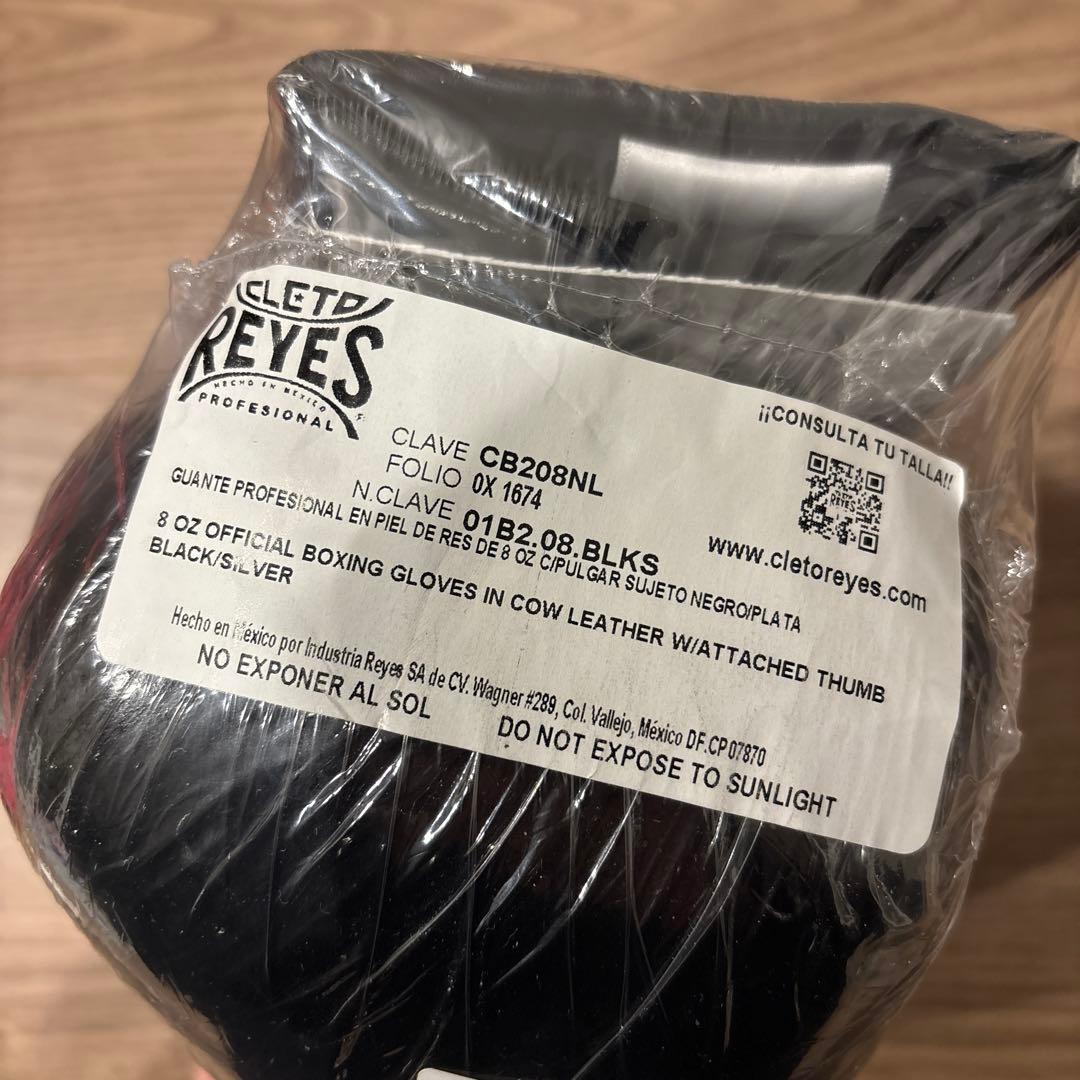 CLETO
REYES
HECHO EN MEXICO
PROFESIONAL
¡¡CONSULTA TU TALLA!!
CLAVE CB208NL
FOLIO 0X 1674
N.CLAVE 01B2.08.BLKS
REYES
www.cletoreyes.com
GUANTE PROFESIONAL EN PIEL DE RES DE 8 OZ C/PULGAR SUJETO NEGRO/PLATA
8 OZ OFFICIAL BOXING GLOVES IN COW LEATHER W/ATTACHED THUMB
BLACK/SILVER
Hecho en México por Industria Reyes SA de CV. Wagner #289, Col. Vallejo, México DF.CP 07870
NO EXPONER AL SOL
DO NOT EXPOSE TO SUNLIGHT